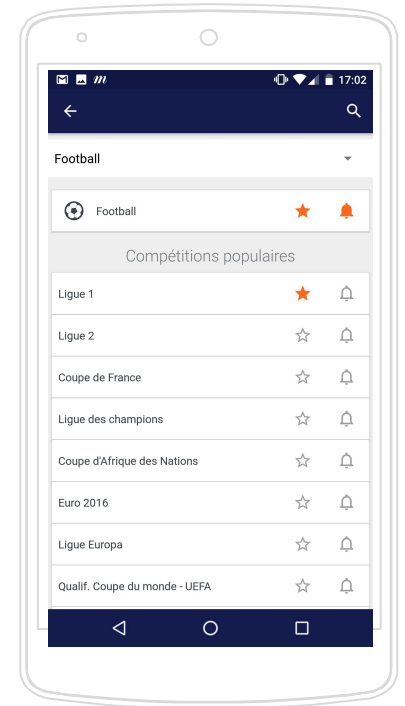 17:02
Football
Football
Compétitions populaires
Ligue 1
Ligue 2
Coupe de France
Ligue des champions
Coupe d'Afrique des Nations
Euro 2016
Ligue Europa
Qualif. Coupe du monde - UEFA